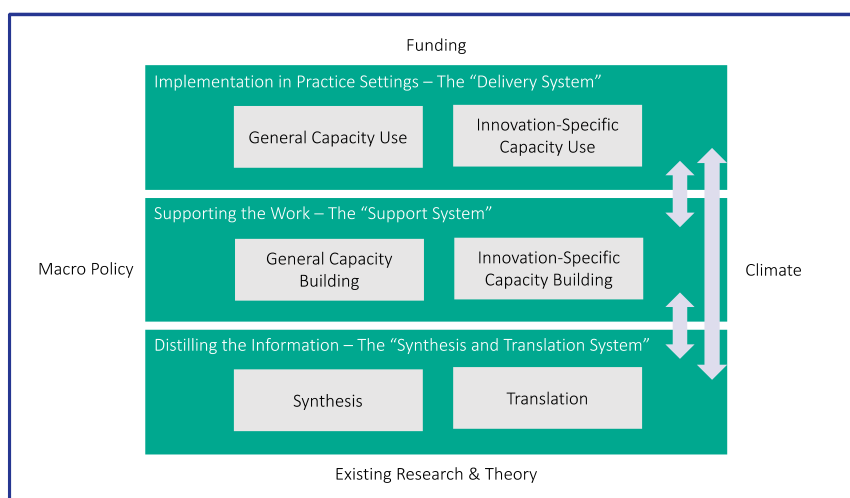 Funding
Implementation in Practice Settings – The “Delivery System”
General Capacity Use
Innovation-Specific
Capacity Use
Supporting the Work – The “Support System”
General Capacity
Building
Innovation-Specific
Capacity Building
Macro Policy
Climate
Distilling the Information – The “Synthesis and Translation System”
Synthesis
Translation
Existing Research & Theory